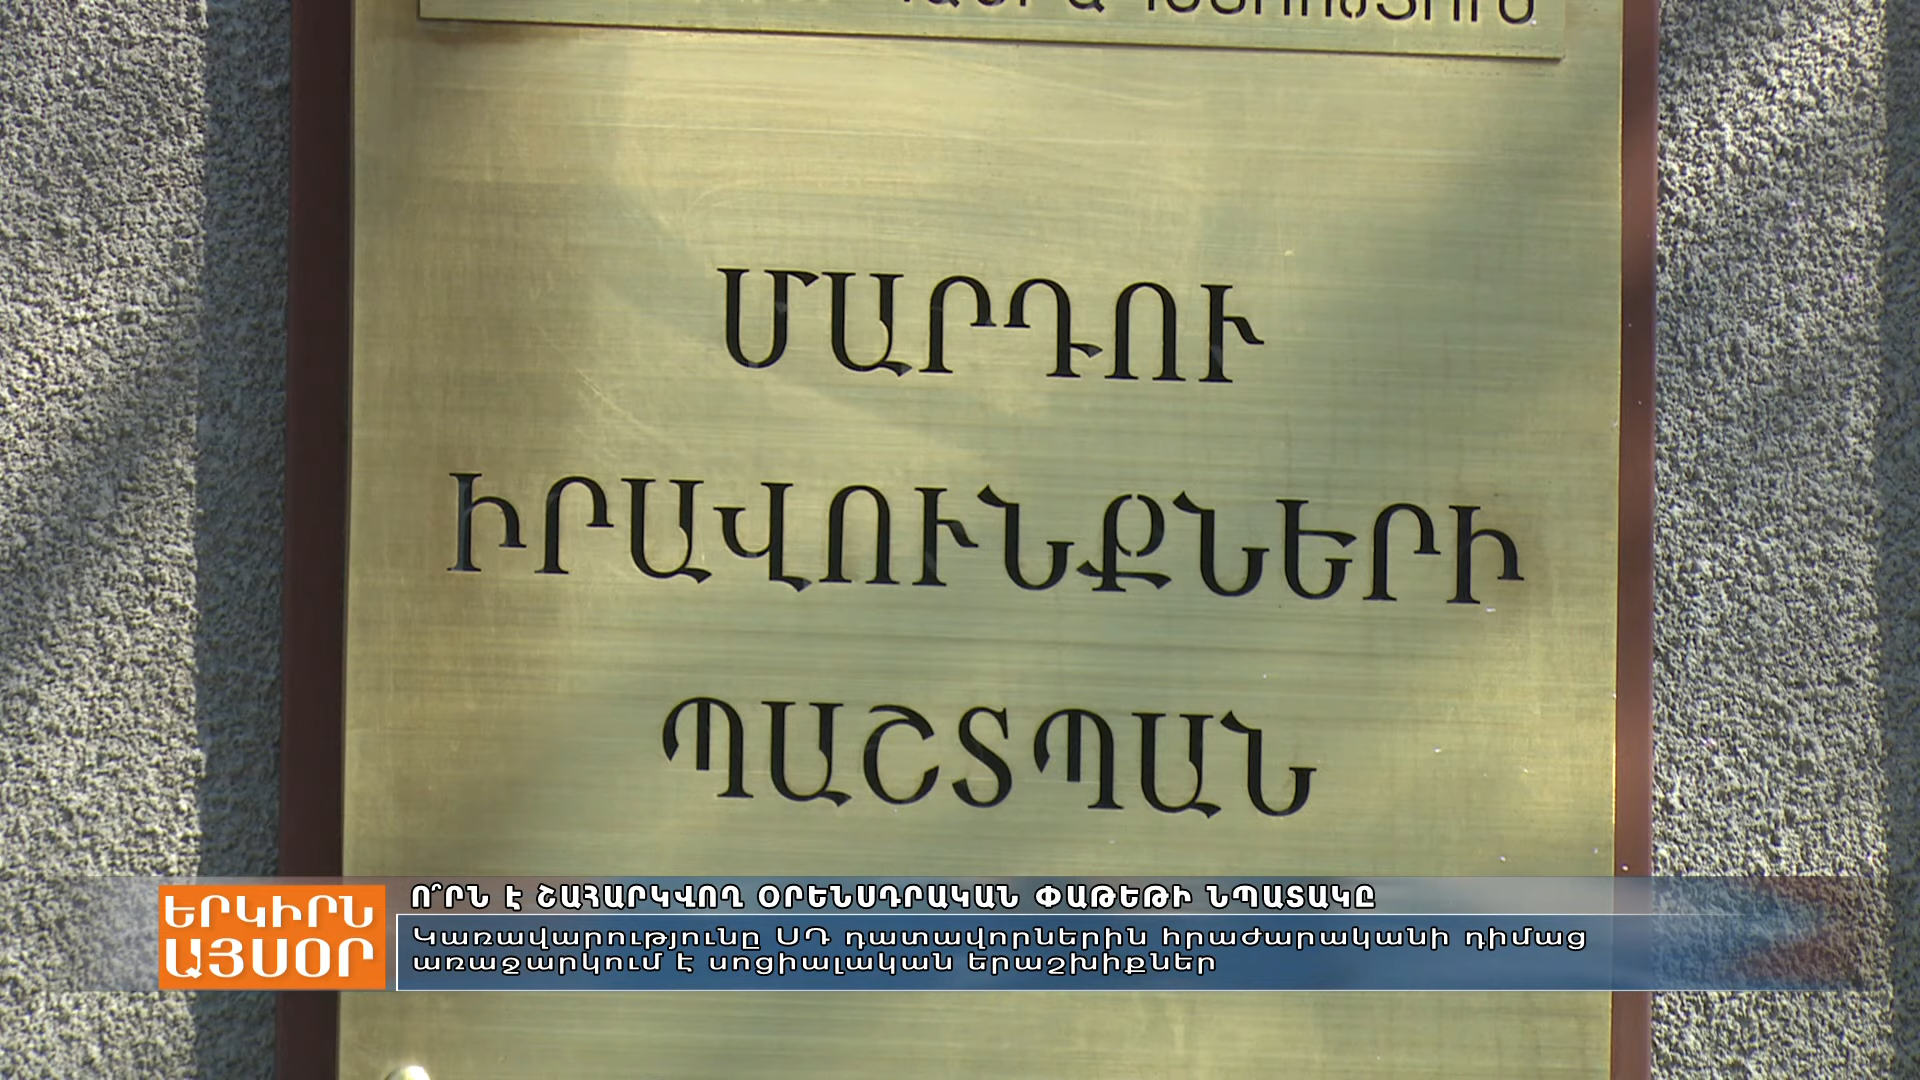 ՄԱՐԴՈՒ
ԻՐԱՎՈՒՆՔՆԵՐԻ
ՊԱՇՏՊԱՆ
ԵՐԿԻՐՆ
ԱՅՍՕՐ
Ո՞ՐՆ Է ՇԱՀԱՐԿՎՈՂ ՕՐԵՆՍԴՐԱԿԱՆ ՓԱԹԵԹԻ ՆՊԱՏԱԿԸ
Կառավարությունը ՍԴ դատավորներին հրաժարականի դիմաց
առաջարկում է սոցիալական երաշխիքներ